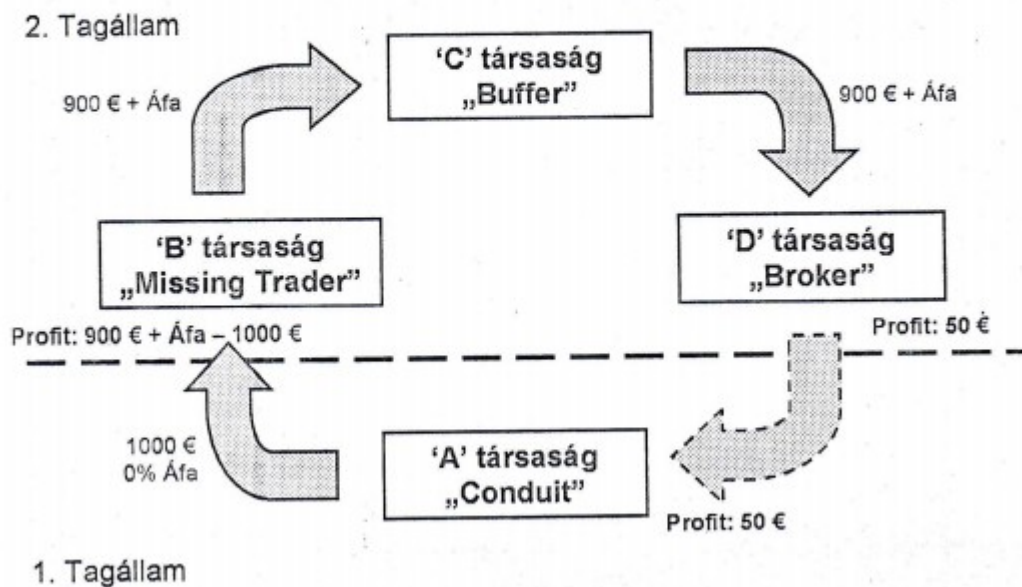 2. Tagállam
'C' társaság
„Buffer”
900 € + Áfa
900 € + Áfa
'B' társaság
„Missing Trader”
'D' társaság
„Broker”
Profit: 900 € + Áfa – 1000 €
Profit: 50 €
1000 €
0% Áfa
'A' társaság
„Conduit”
Profit: 50 €
1. Tagállam